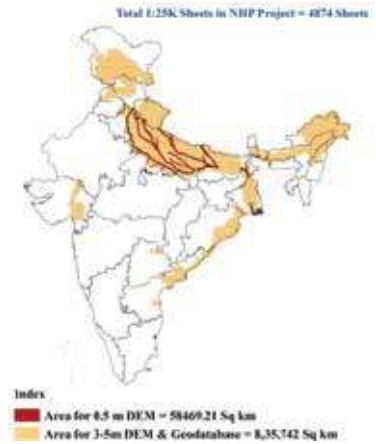 Total 1:25K Sheets in NHP Project = 4874 Sheets
Index
Area for 0.5 m DEM = 58469.21 Sq km
Area for 3-5m DEM & Geodatabase = 8,35,742 Sq km